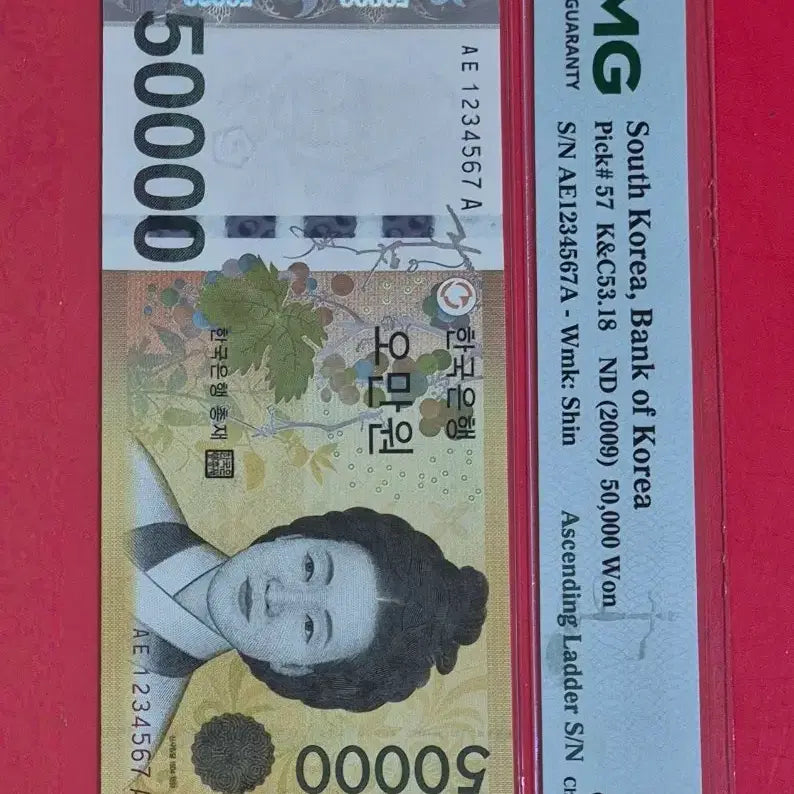 50000
50000
AE 1234567 A
50000
한국은행
오만원
한국은행 총재
AE 1234567
50000
MG
GUARANTY
South Korea, Bank of Korea
Pick# 57 K&C53.18 ND (2009) 50,000 Won
S/N AE1234567A - Wmk: Shin Ascending Ladder S/N